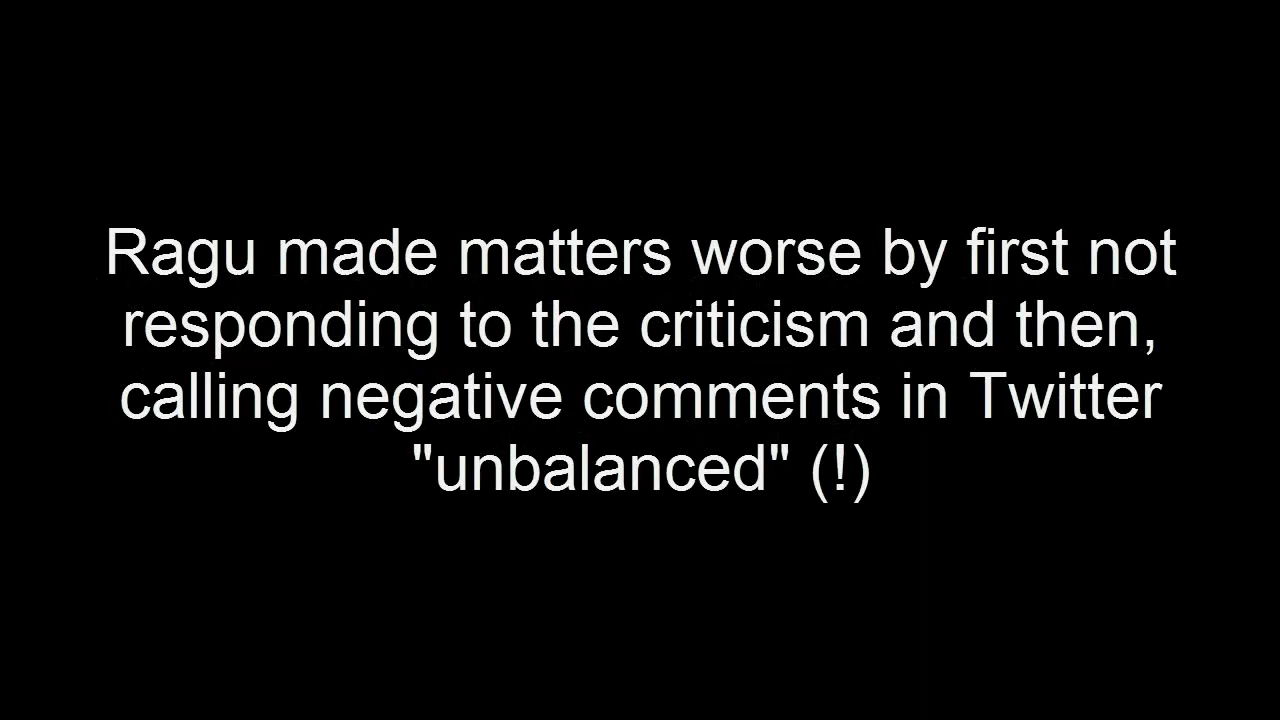 Ragu made matters worse by first not
responding to the criticism and then,
calling negative comments in Twitter
"unbalanced" (!)